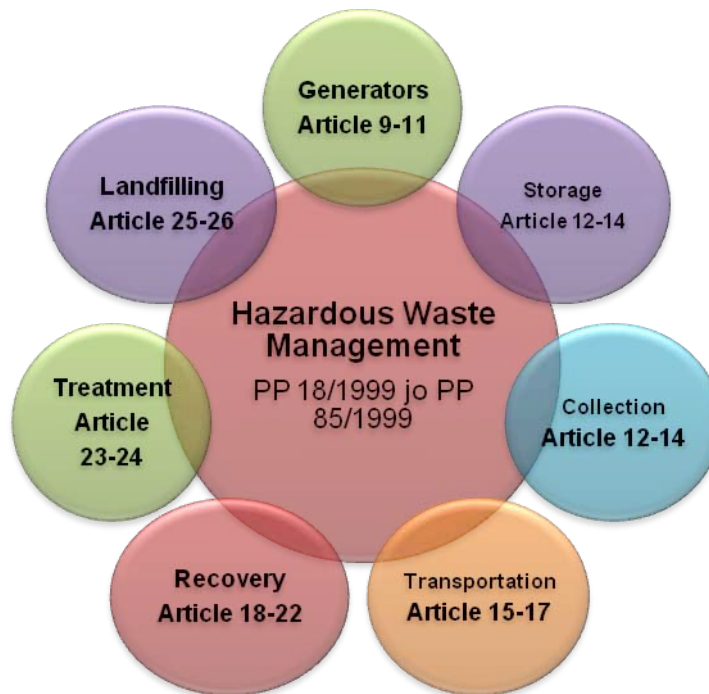 Generators
Article 9-11
Storage
Article 12-14
Collection
Article 12-14
Transportation
Article 15-17
Recovery
Article 18-22
Treatment
Article
23-24
Landfilling
Article 25-26
Hazardous Waste
Management
PP 18/1999 jo PP
85/1999